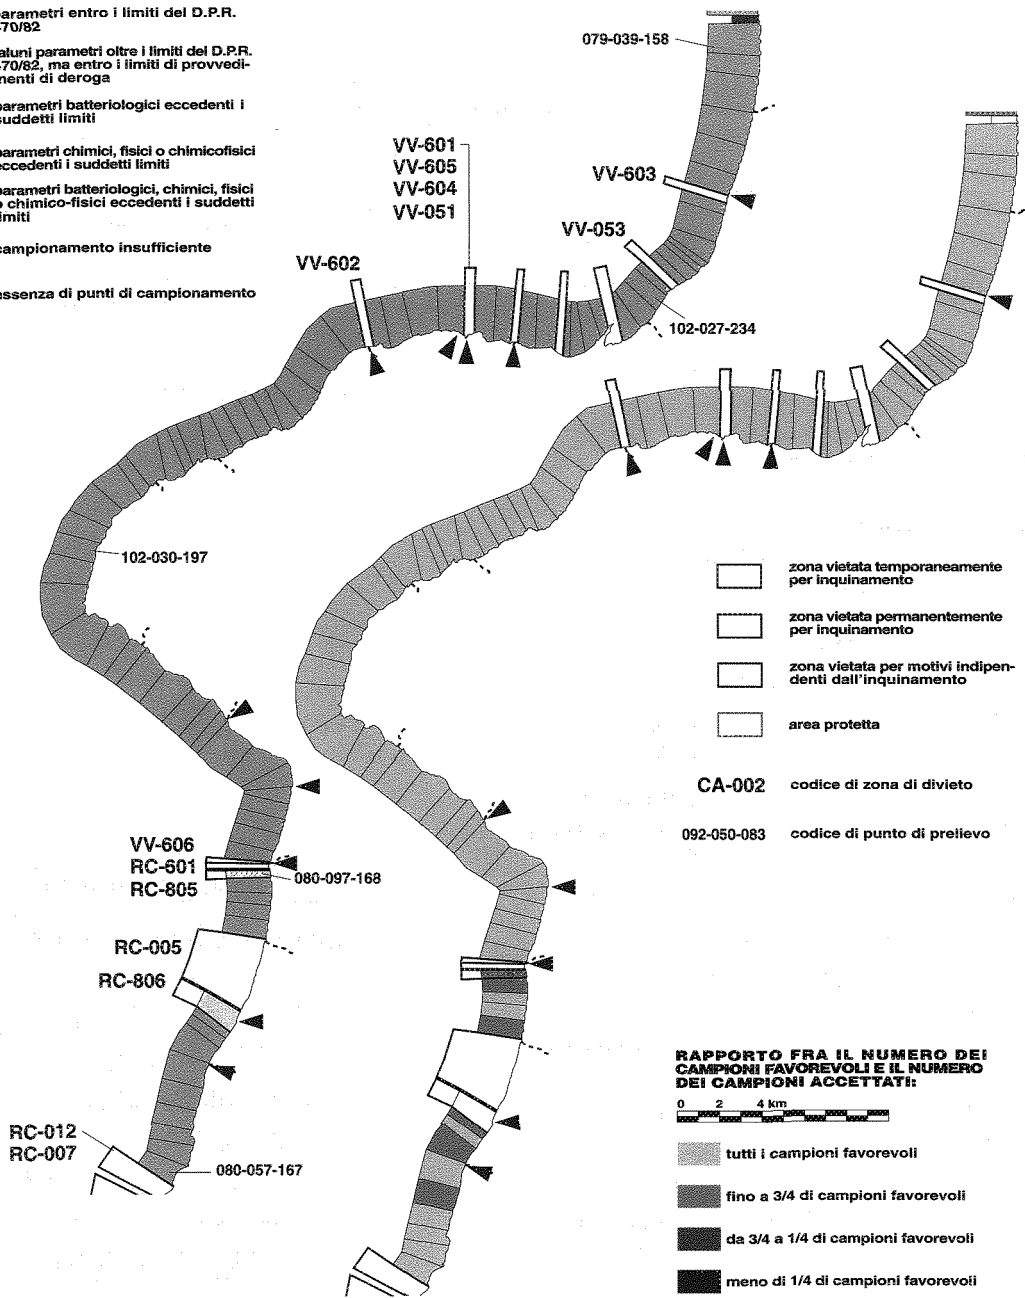 parametri entro i limiti del D.P.R.
470/82
aluni parametri oltre i limiti del D.P.R.
470/82, ma entro i limiti di provvedi-
menti di deroga
parametri batteriologici eccedenti i
suddetti limiti
parametri chimici, fisici o chimicofisici
eccedenti i suddetti limiti
parametri batteriologici, chimici, fisici
o chimico-fisici eccedenti i suddetti
limiti
campionamento insufficiente
assenza di punti di campionamento
079-039-158
VV-601
VV-605
VV-604
VV-051
VV-603
VV-053
VV-602
102-027-234
102-030-197
zona vietata temporaneamente
per inquinamento
zona vietata permanentemente
per inquinamento
zona vietata per motivi indipen-
denti dall'inquinamento
area protetta
CA-002 codice di zona di divieto
092-050-083 codice di punto di prelievo
VV-606
RC-601
RC-805
080-097-168
RC-005
RC-806
RC-012
RC-007
080-057-167
RAPPORTO FRA IL NUMERO DEI
CAMPIONI FAVOREVOLI E IL NUMERO
DEI CAMPIONI ACCETTATI:
0 2 4 km
tutti i campioni favorevoli
fino a 3/4 di campioni favorevoli
da 3/4 a 1/4 di campioni favorevoli
meno di 1/4 di campioni favorevoli